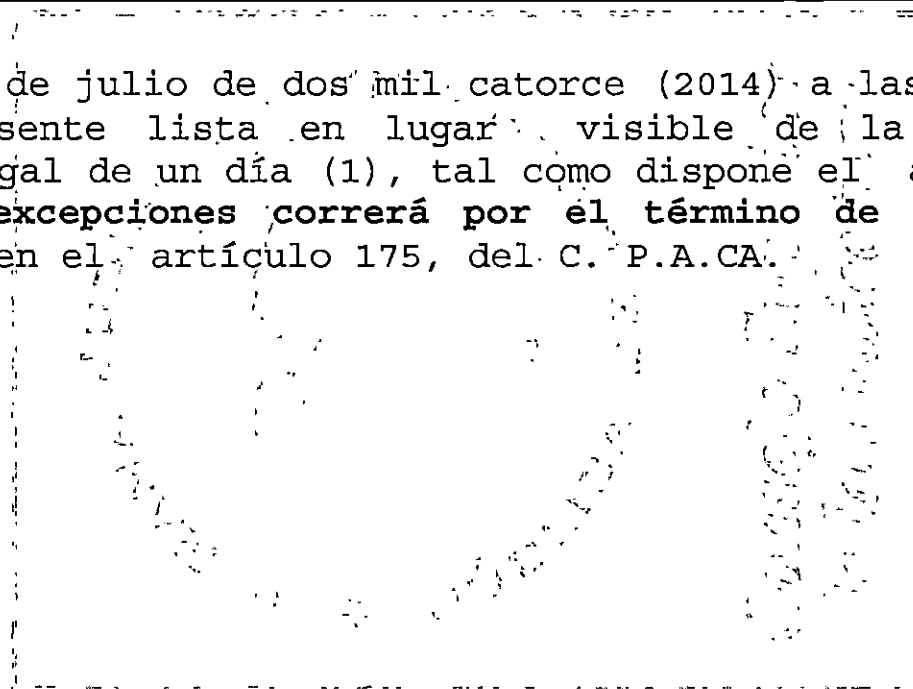 de julio de dos mil catorce (2014) a las
sente lista en lugar visible de la
gal de un día (1), tal como dispone el
excepciones correrá por el término de
en el artículo 175, del C. P.A.CA.